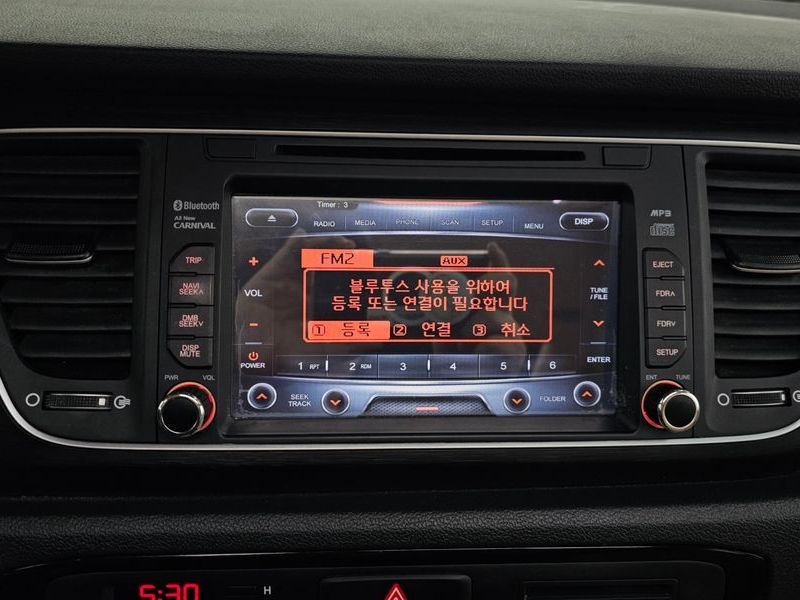 Bluetooth
All New
CARNIVAL
TRIP
NAVI
SEEK∧
DMB
SEEK∨
DISP
MUTE
PWR VOL
Timer : 3
RADIO MEDIA PHONE SCAN SETUP MENU DISP
FM2 AUX
+
VOL
−
POWER
블루투스 사용을 위하여
등록 또는 연결이 필요합니다
① 등록 ② 연결 ③ 취소
TUNE
/ FILE
ENTER
1 RPT 2 RDM 3 4 5 6
SEEK
TRACK
FOLDER
MP3
disc
EJECT
FDR∧
FDR∨
SETUP
ENT TUNE
5:30
H